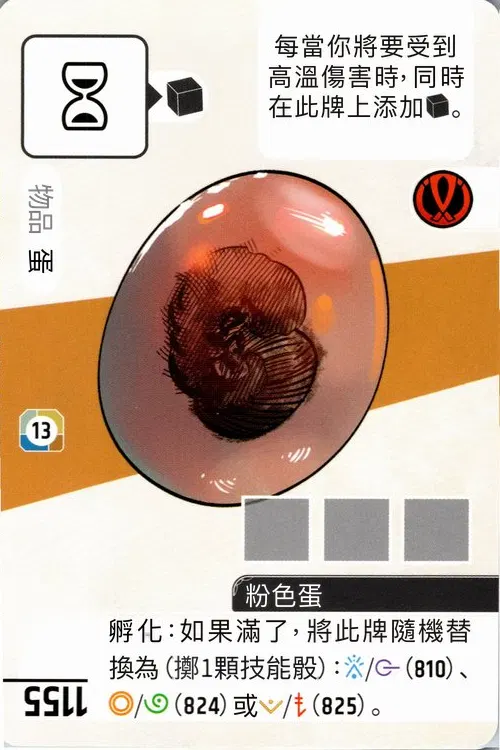 每當你將要受到
高溫傷害時，同時
在此牌上添加。
物品 蛋
13
粉色蛋
孵化：如果滿了，將此牌隨機替
換為（擲1顆技能骰）：/（810）、
/（824）或/（825）。
1155